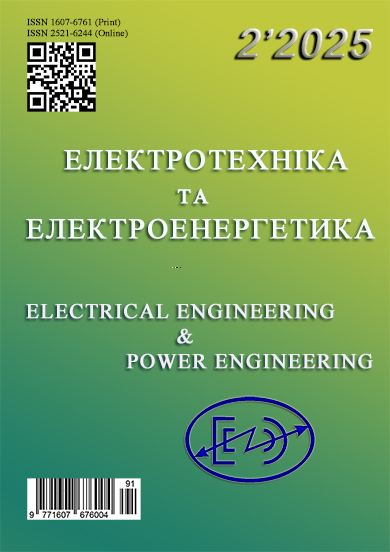 ISSN 1607-6761 (Print)
ISSN 2521-6244 (Online)
2’2025
ЕЛЕКТРОТЕХНІКА
ТА
ЕЛЕКТРОЕНЕРГЕТИКА
ELECTRICAL ENGINEERING
&
POWER ENGINEERING
91
9 771607 676004